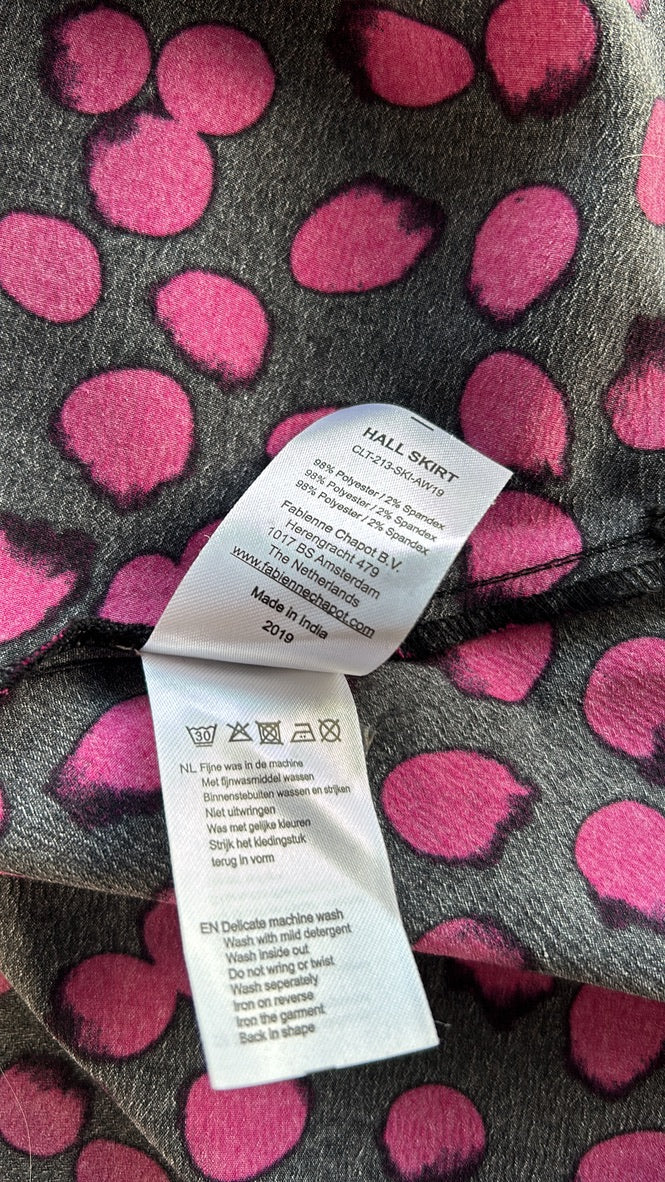 HALL SKIRT
CLT-213-SKI-AW19
98% Polyester / 2% Spandex
98% Polyester / 2% Spandex
98% Polyester / 2% Spandex
Fabienne Chapot B.V.
Herengracht 479
1017 BS Amsterdam
The Netherlands
www.fabiennechapot.com
Made in India
2019
30
NL Fijne was in de machine
Met fijnwasmiddel wassen
Binnenstebuiten wassen en strijken
Niet uitwringen
Was met gelijke kleuren
Strijk het kledingstuk
terug in vorm
EN Delicate machine wash
Wash with mild detergent
Wash inside out
Do not wring or twist
Wash seperately
Iron on reverse
Iron the garment
Back in shape